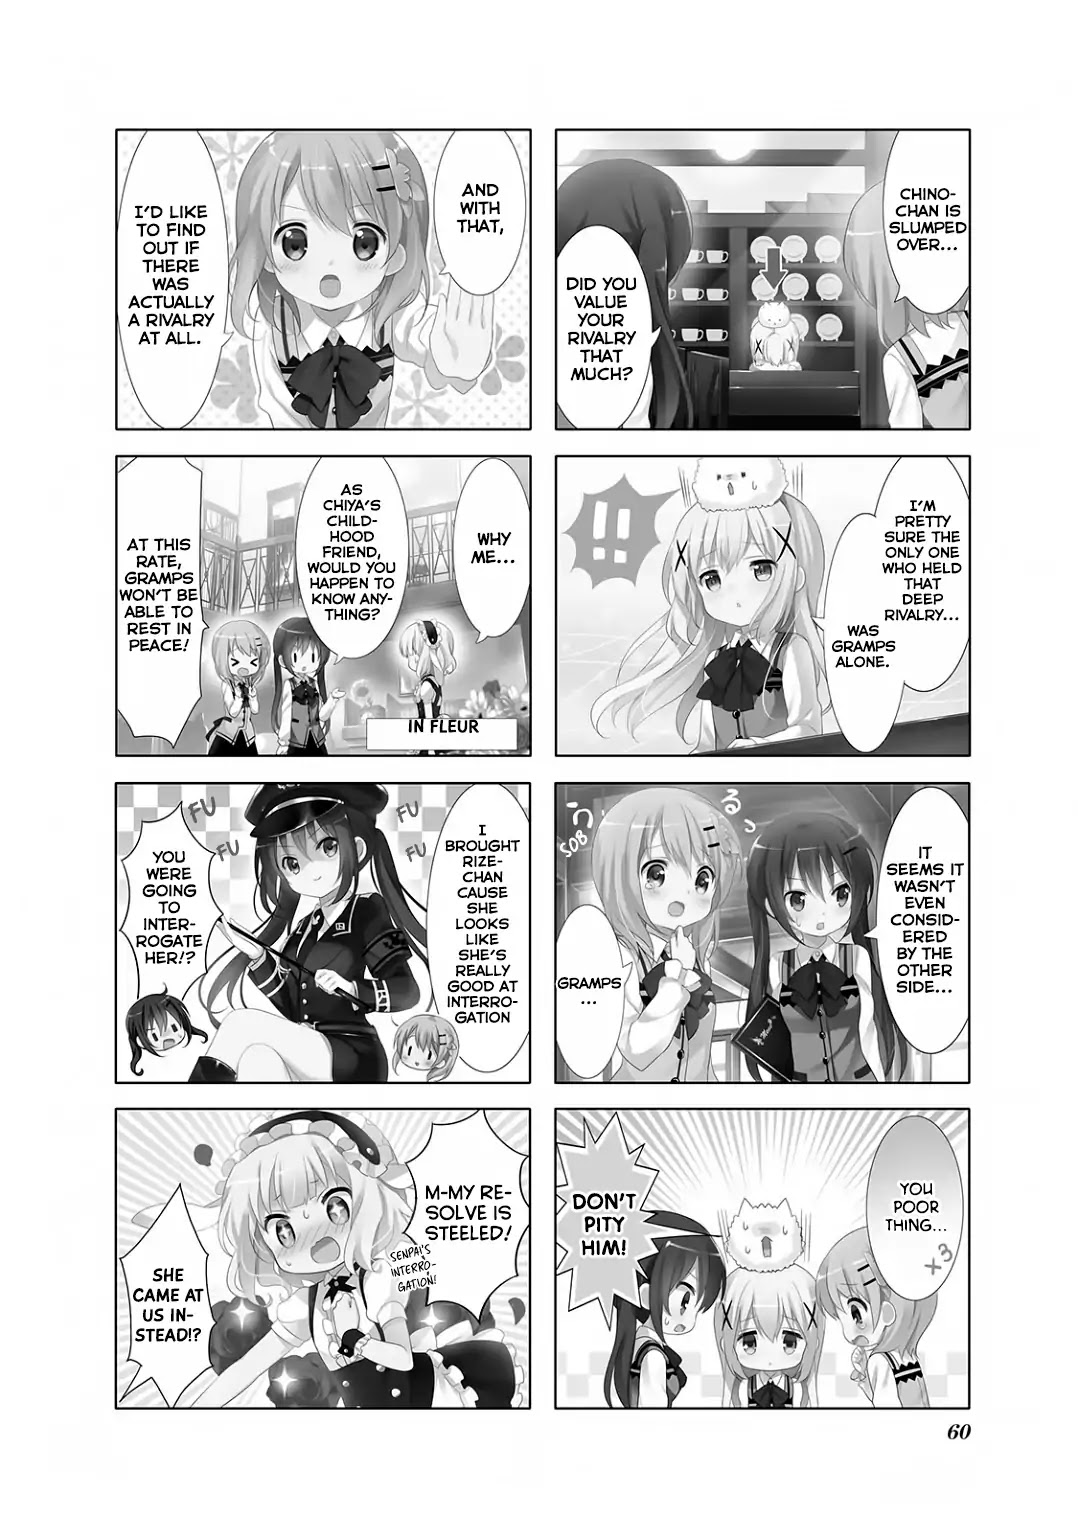 CHINO-
CHAN IS
SLUMPED
OVER...
DID YOU
VALUE
YOUR
RIVALRY
THAT
MUCH?
!!
I'M
PRETTY
SURE THE
ONLY ONE
WHO HELD
THAT
DEEP
RIVALRY...
WAS
GRAMPS
ALONE.
IT
SEEMS IT
WASN'T
EVEN
CONSID-
ERED
BY THE
OTHER
SIDE...
うるっ
SOB
GRAMPS
...
YOU
POOR
THING...
×3
DON'T
PITY
HIM!
AND
WITH
THAT,
I'D LIKE
TO FIND
OUT IF
THERE
WAS
ACTUALLY
A RIVALRY
AT ALL.
WHY
ME...
AS
CHIYA'S
CHILD-
HOOD
FRIEND,
WOULD YOU
HAPPEN TO
KNOW ANY-
THING?
AT THIS
RATE,
GRAMPS
WON'T BE
ABLE TO
REST IN
PEACE!
IN FLEUR
I
BROUGHT
RIZE-
CHAN
CAUSE
SHE
LOOKS
LIKE
SHE'S
REALLY
GOOD AT
INTERRO-
GATION
FU
FU
FU
FU
YOU
WERE
GOING
TO
INTER-
ROGATE
HER!?
M-MY RE-
SOLVE IS
STEELED!
SENPAI'S
INTERRO-
GATION!
SHE
CAME AT
US IN-
STEAD!?
60